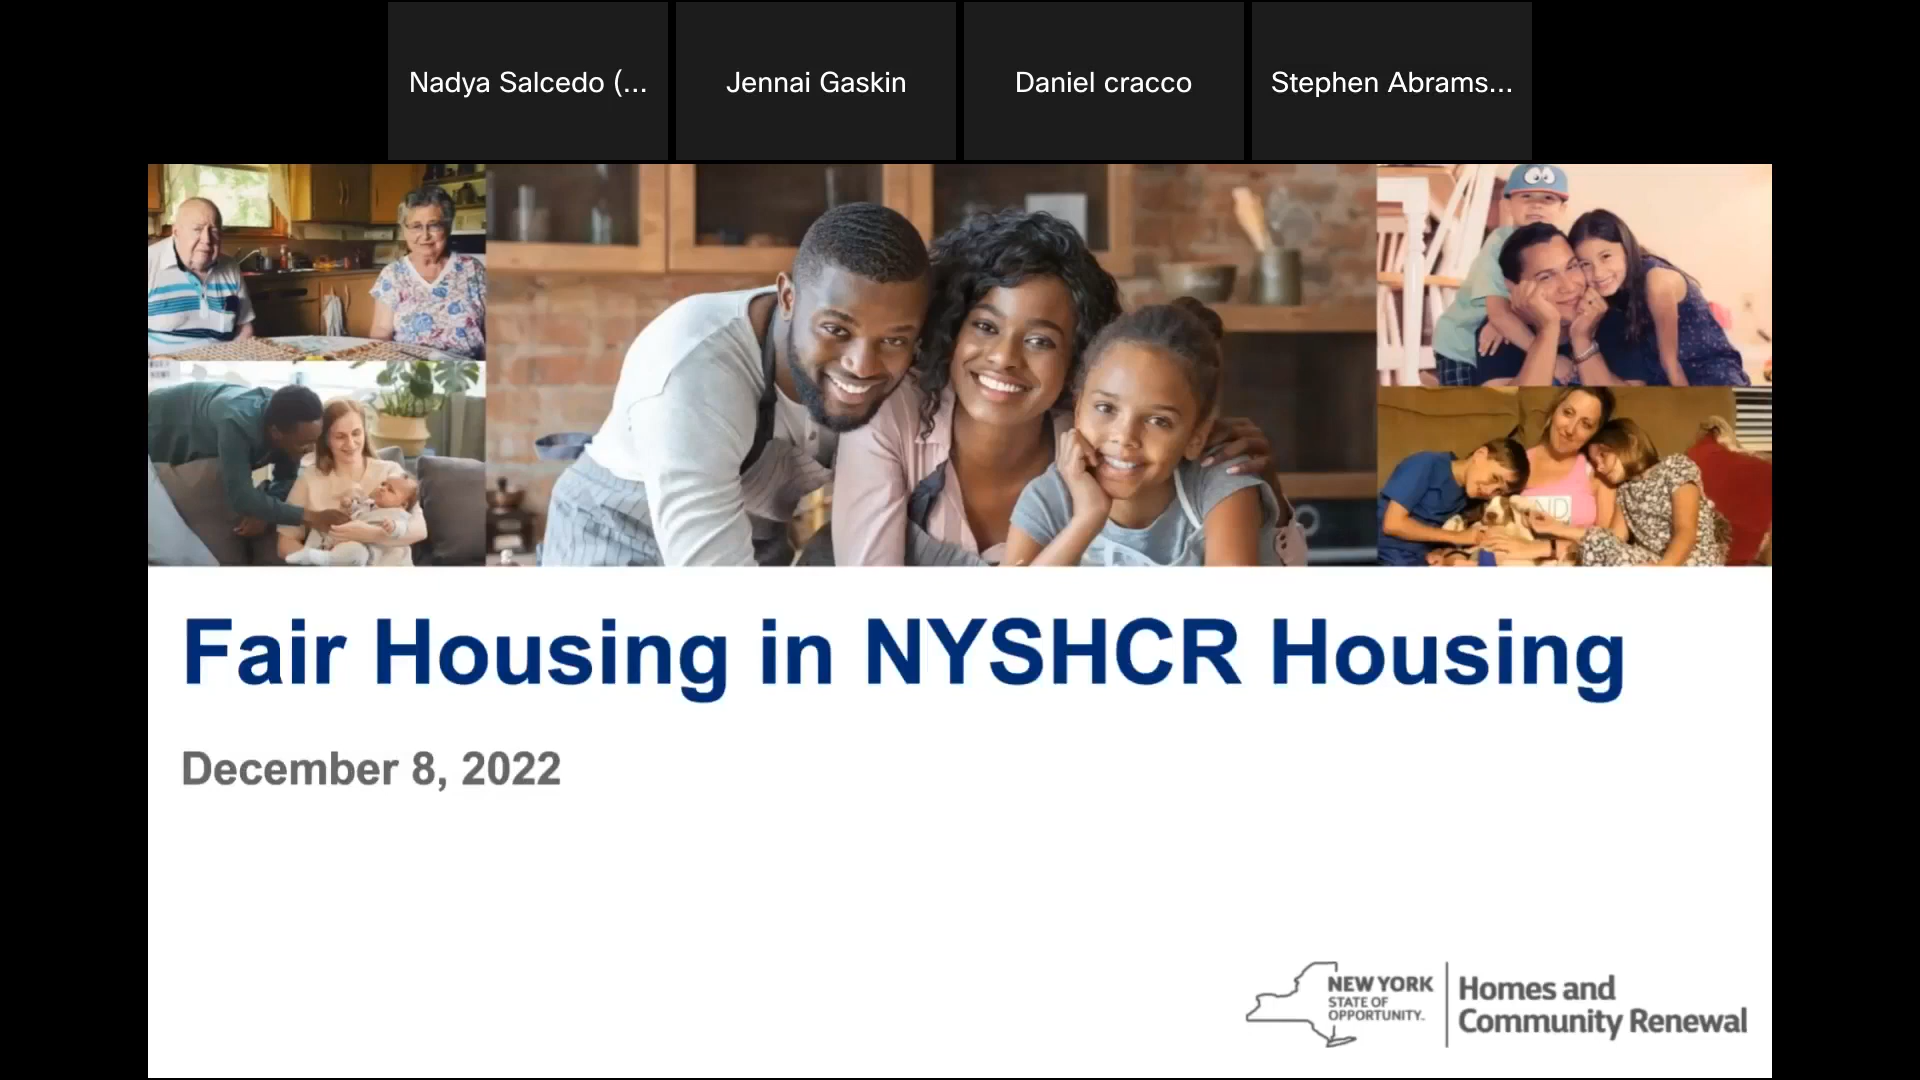 Nadya Salcedo (...
Jennai Gaskin
Daniel cracco
Stephen Abrams...
Fair Housing in NYSHCR Housing
December 8, 2022
NEW YORK
STATE OF
OPPORTUNITY.
Homes and
Community Renewal